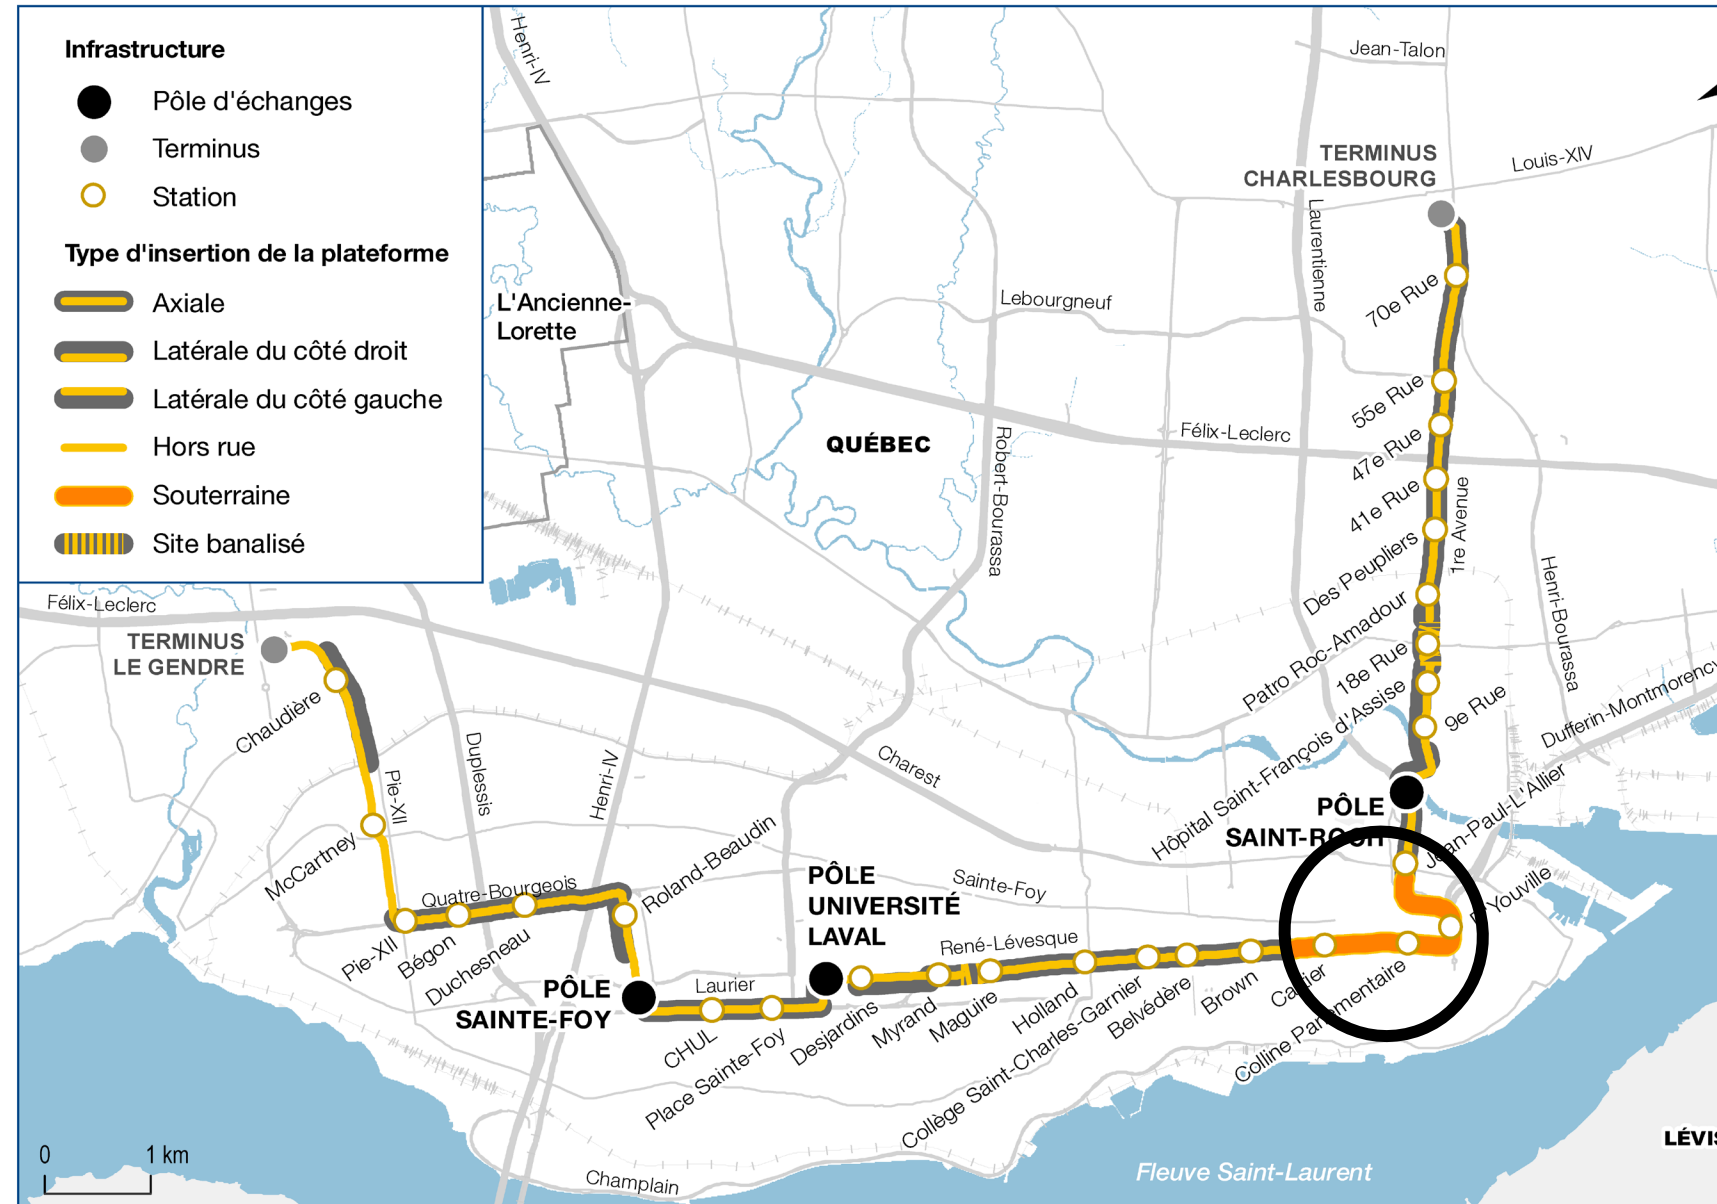 Infrastructure
Pôle d'échanges
Terminus
Station
Type d'insertion de la plateforme
Axiale
Latérale du côté droit
Latérale du côté gauche
Hors rue
Souterraine
Site banalisé
Henri-IV
Jean-Talon
TERMINUS
CHARLESBOURG
Louis-XIV
Laurentienne
70e Rue
L'Ancienne-
Lorette
Lebourgneuf
55e Rue
QUÉBEC
Félix-Leclerc
47e Rue
Robert-Bourassa
41e Rue
1re Avenue
Des Peupliers
Henri-Bourassa
Félix-Leclerc
Patro Roc-Amadour
TERMINUS
LE GENDRE
18e Rue
Hôpital Saint-François d'Assise
9e Rue
Dufferin-Montmorency
Chaudière
Duplessis
Henri-IV
Charest
Pie-XII
PÔLE
SAINT-ROCH
Jean-Paul-L'Allier
McCartney
Quatre-Bourgeois
Roland-Beaudin
PÔLE
UNIVERSITÉ
LAVAL
Sainte-Foy
D'Youville
René-Lévesque
Pie-XII
Bégon
Duchesneau
PÔLE
SAINTE-FOY
Laurier
CHUL
Place Sainte-Foy
Desjardins
Myrand
Maguire
Holland
Collège Saint-Charles-Garnier
Belvédère
Brown
Cartier
Colline Parlementaire
0 1 km
Champlain
Fleuve Saint-Laurent
LÉVIS